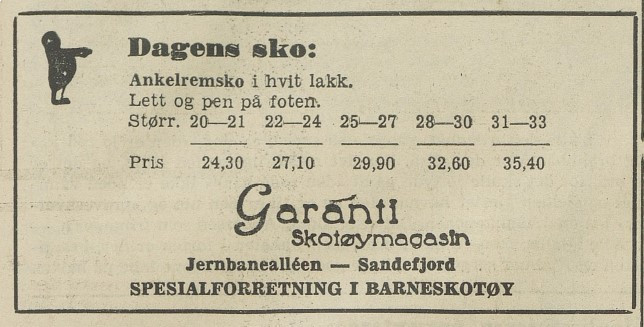 Dagens sko:
Ankelremsko i hvit lakk.
Lett og pen på foten.
Størr. 20—21 22—24 25—27 28—30 31—33
Pris 24,30 27,10 29,90 32,60 35,40
Garanti
Skotøymagasin
Jernbanealléen — Sandefjord
SPESIALFORRETNING I BARNESKOTØY